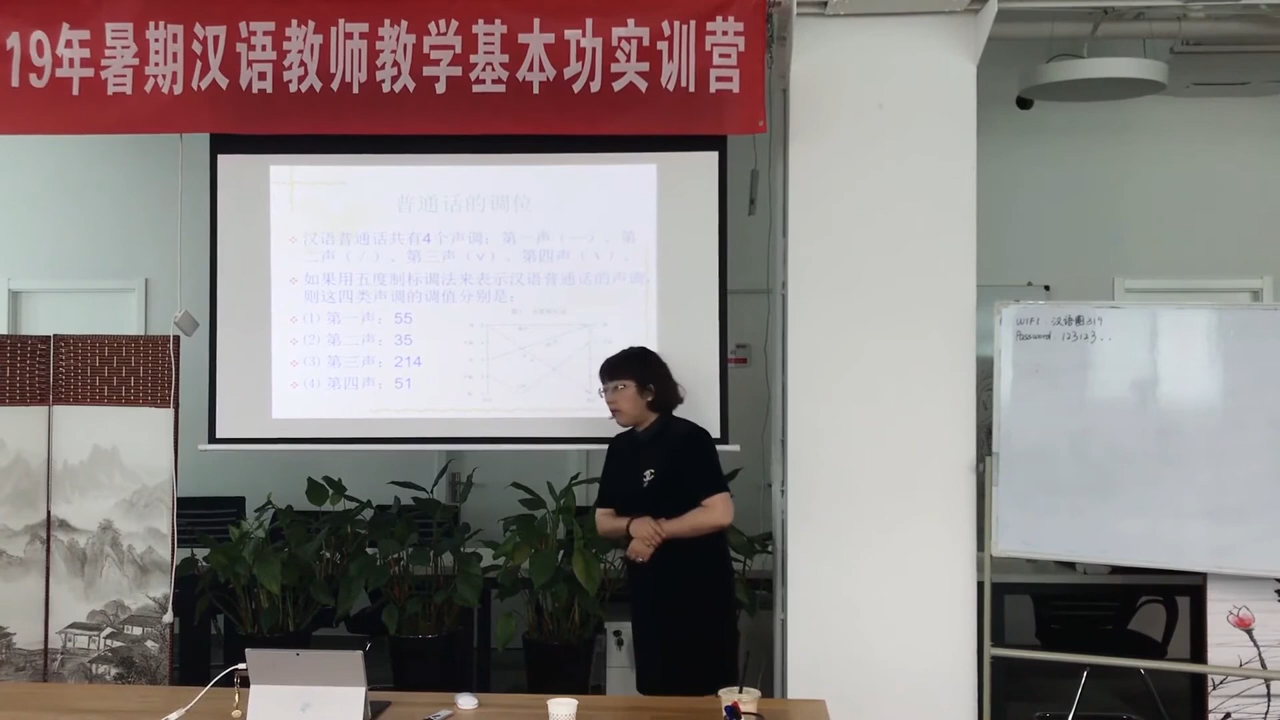 19年暑期汉语教师教学基本功实训营
普通话的调位
汉语普通话共有4个声调：第一声（—）、第
二声（/）、第三声（∨）、第四声（\）。
如果用五度制标调法来表示汉语普通话的声调，
则这四类声调的调值分别是：
⑴ 第一声：55
⑵ 第二声：35
⑶ 第三声：214
⑷ 第四声：51
WIFI：汉语圈319
Password：123123..